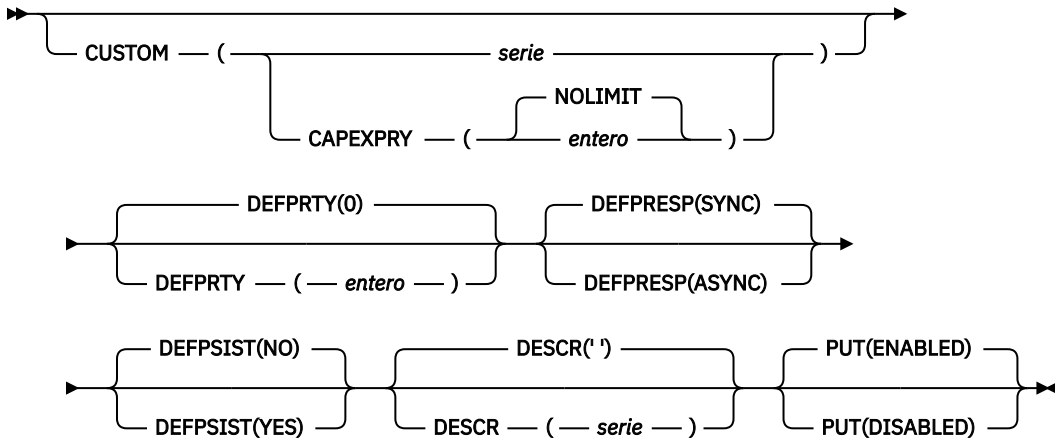 CUSTOM ( serie )
NOLIMIT
CAPEXPRY ( entero )
DEFPRTY(0) DEFPRESP(SYNC)
DEFPRTY ( entero ) DEFPRESP(ASYNC)
DEFPSIST(NO) DESCR(' ') PUT(ENABLED)
DEFPSIST(YES) DESCR ( serie ) PUT(DISABLED)